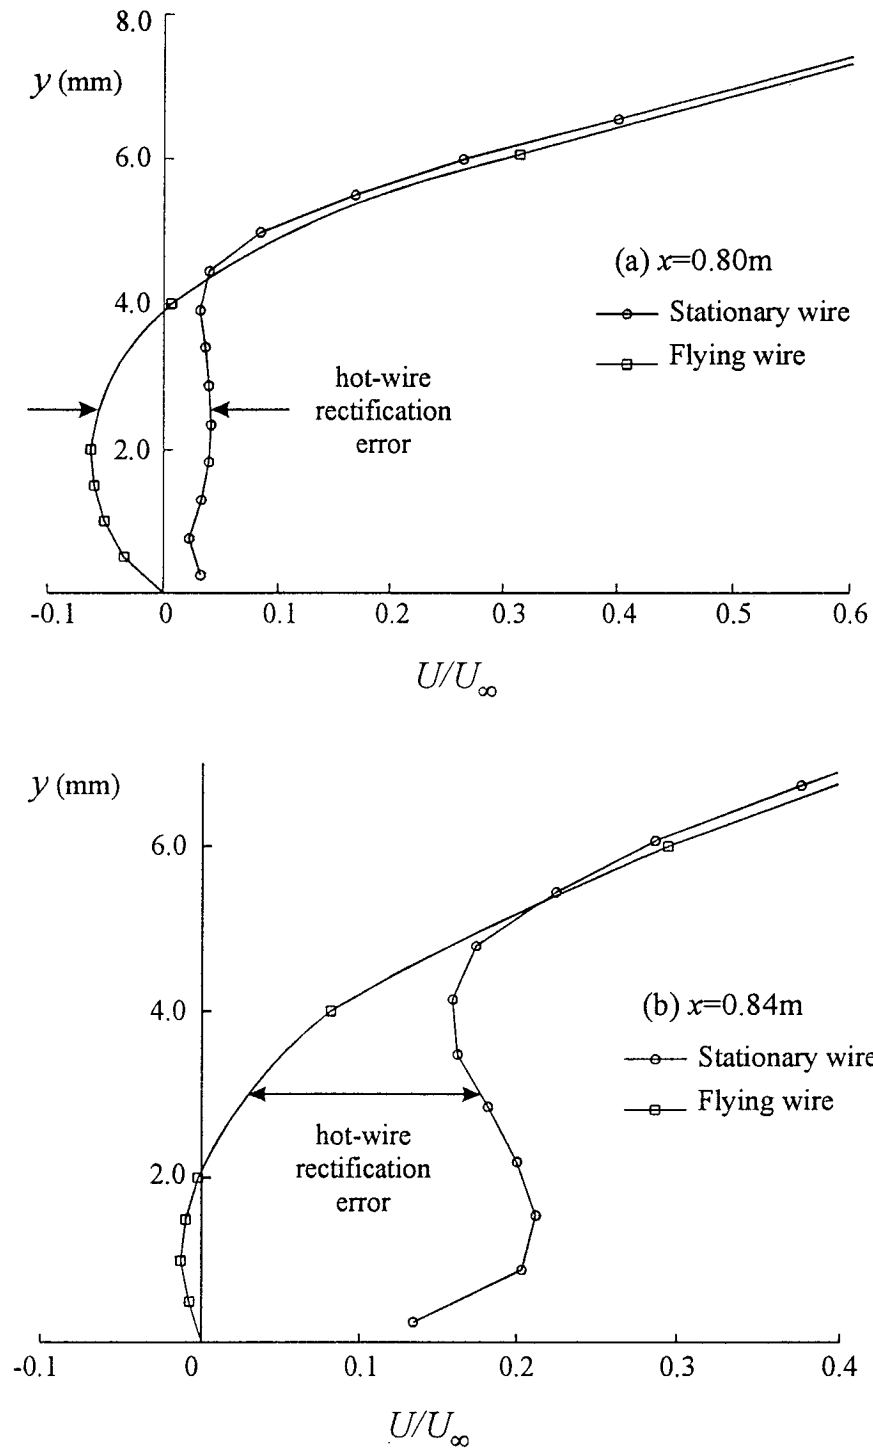 8.0
y (mm)
6.0
(a) x=0.80m
4.0
Stationary wire
Flying wire
hot-wire
rectification
error
2.0
-0.1 0 0.1 0.2 0.3 0.4 0.5 0.6
U/U∞
y (mm)
6.0
4.0
(b) x=0.84m
Stationary wire
Flying wire
hot-wire
rectification
error
2.0
-0.1 0 0.1 0.2 0.3 0.4
U/U∞